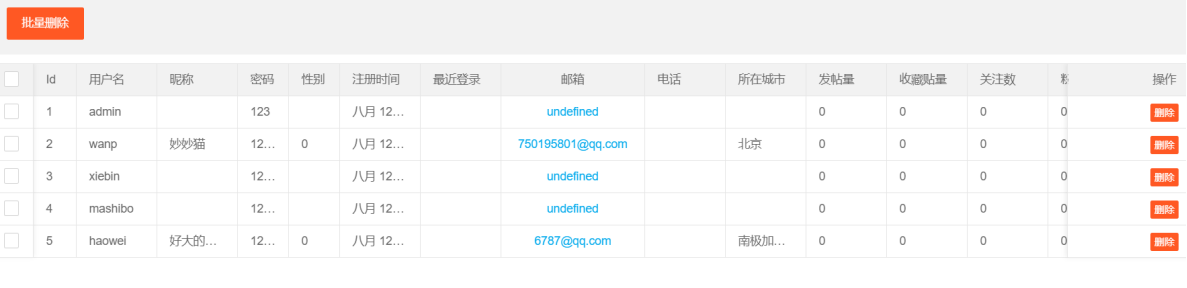 批量删除
Id 用户名 昵称 密码 性别 注册时间 最近登录 邮箱 电话 所在城市 发帖量 收藏贴量 关注数 操作
1 admin 123 八月 12... undefined 0 0 0 0 删除
2 wanp 妙妙猫 12... 0 八月 12... 750195801@qq.com 北京 0 0 0 0 删除
3 xiebin 12... 八月 12... undefined 0 0 0 0 删除
4 mashibo 12... 八月 12... undefined 0 0 0 0 删除
5 haowei 好大的... 12... 0 八月 12... 6787@qq.com 南极加... 0 0 0 0 删除